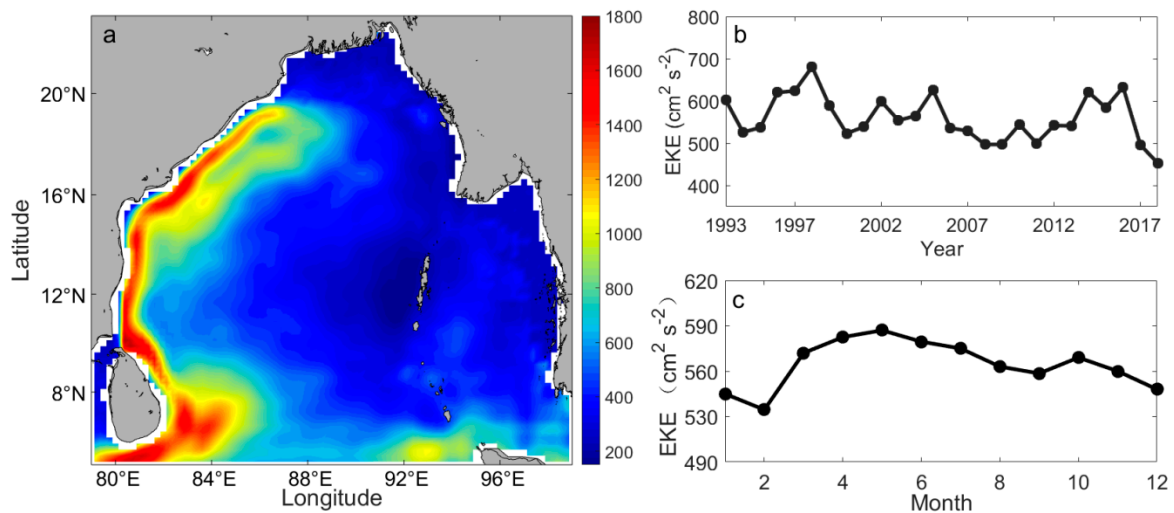 a
20°N
16°N
12°N
8°N
Latitude
80°E
84°E
88°E
92°E
96°E
Longitude
1800
1600
1400
1200
1000
800
600
400
200
b
800
700
600
500
400
EKE (cm² s⁻²)
1993
1997
2002
2007
2012
2017
Year
c
620
590
560
530
490
EKE （cm² s⁻²)
2
4
6
8
10
12
Month